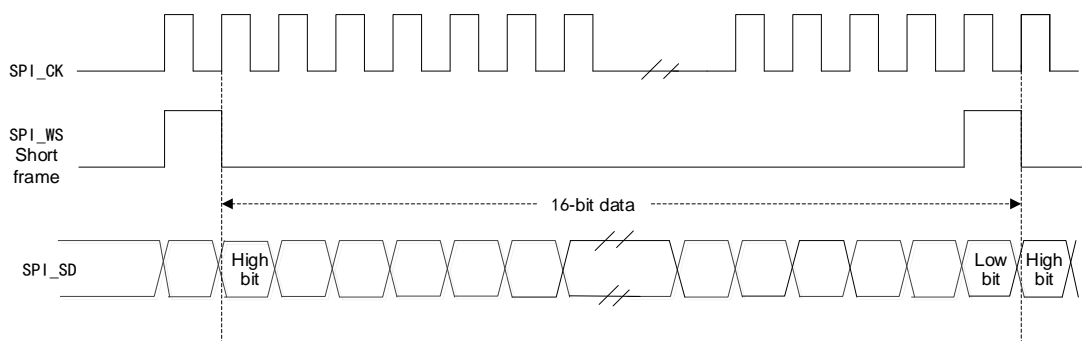 SPI_CK
SPI_WS
Short
frame
16-bit data
SPI_SD
High
bit
Low
bit
High
bit